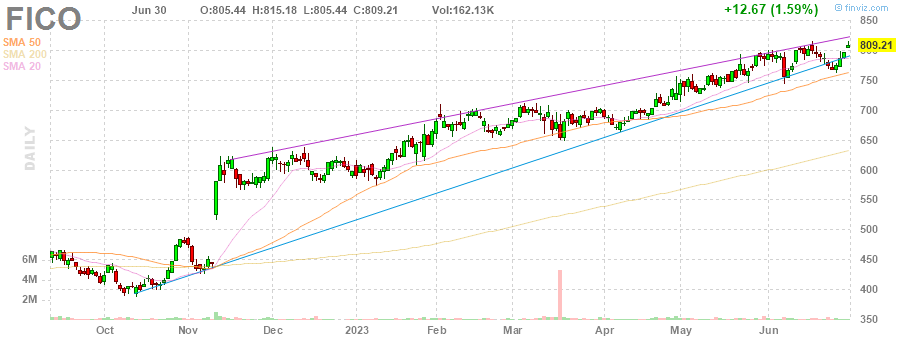 FICO Jun 30 O:805.44 H:815.18 L:805.44 C:809.21 Vol:162.13K +12.67 (1.59%)
© finviz.com
SMA 50
SMA 200
SMA 20
DAILY
850
809.21
800
750
700
650
600
550
500
450
400
350
6M
4M
2M
Oct Nov Dec 2023 Feb Mar Apr May Jun